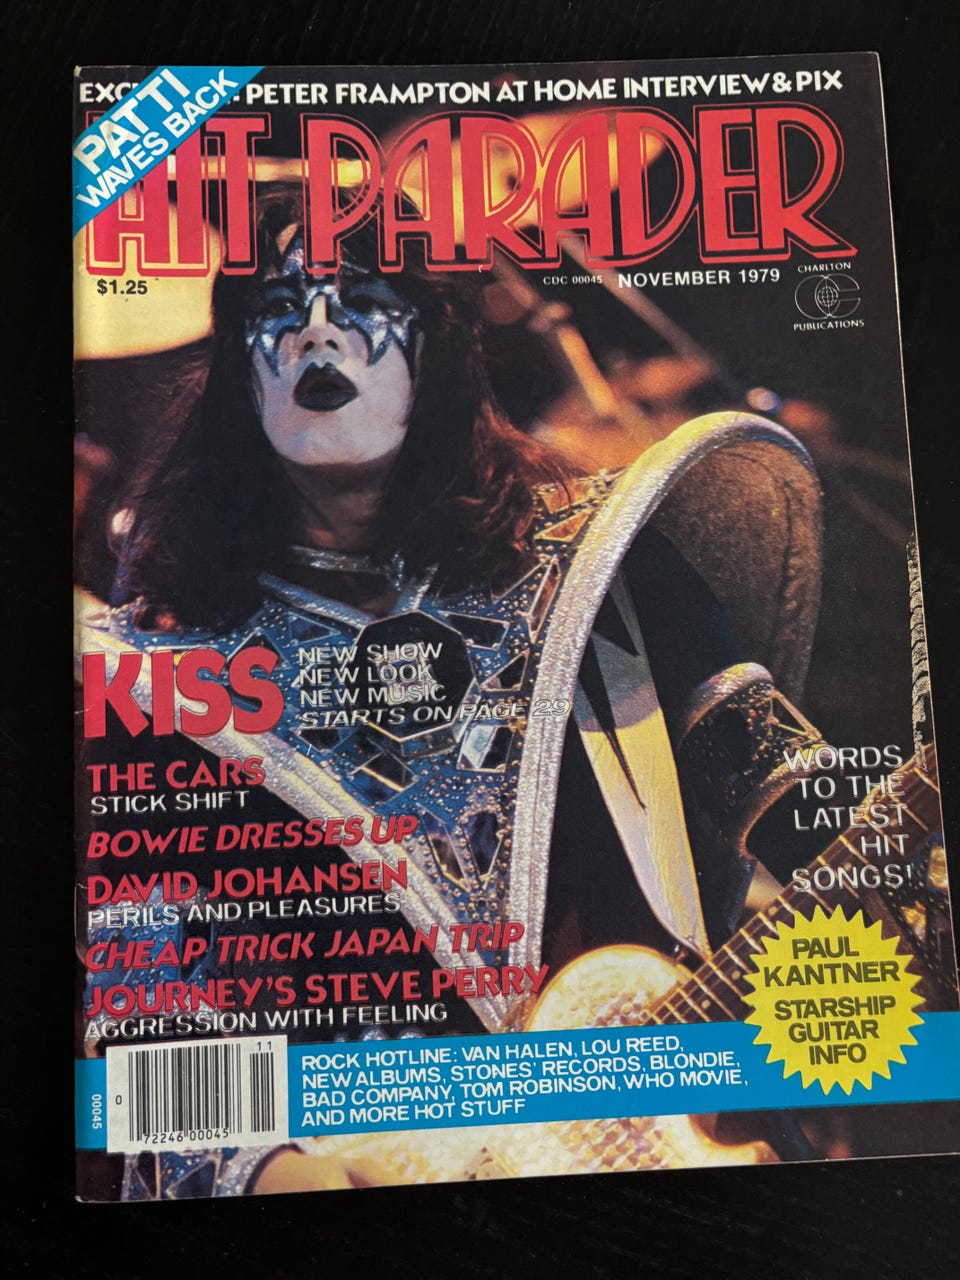 PATTI
WAVES BACK
PETER FRAMPTON AT HOME INTERVIEW & PIX
HIT PARADER
$1.25
CDC 00045 NOVEMBER 1979
CHARLTON
PUBLICATIONS
KISS
NEW SHOW
NEW LOOK
NEW MUSIC
STARTS ON PAGE 29
THE CARS
STICK SHIFT
BOWIE DRESSES UP
DAVID JOHANSEN
PERILS AND PLEASURES
CHEAP TRICK JAPAN TRIP
JOURNEY'S STEVE PERRY
AGGRESSION WITH FEELING
WORDS
TO THE
LATEST
HIT
SONGS!
PAUL
KANTNER
STARSHIP
GUITAR
INFO
ROCK HOTLINE: VAN HALEN, LOU REED,
NEW ALBUMS, STONES' RECORDS, BLONDIE,
BAD COMPANY, TOM ROBINSON, WHO MOVIE,
AND MORE HOT STUFF
00045
0
11
72246 00045